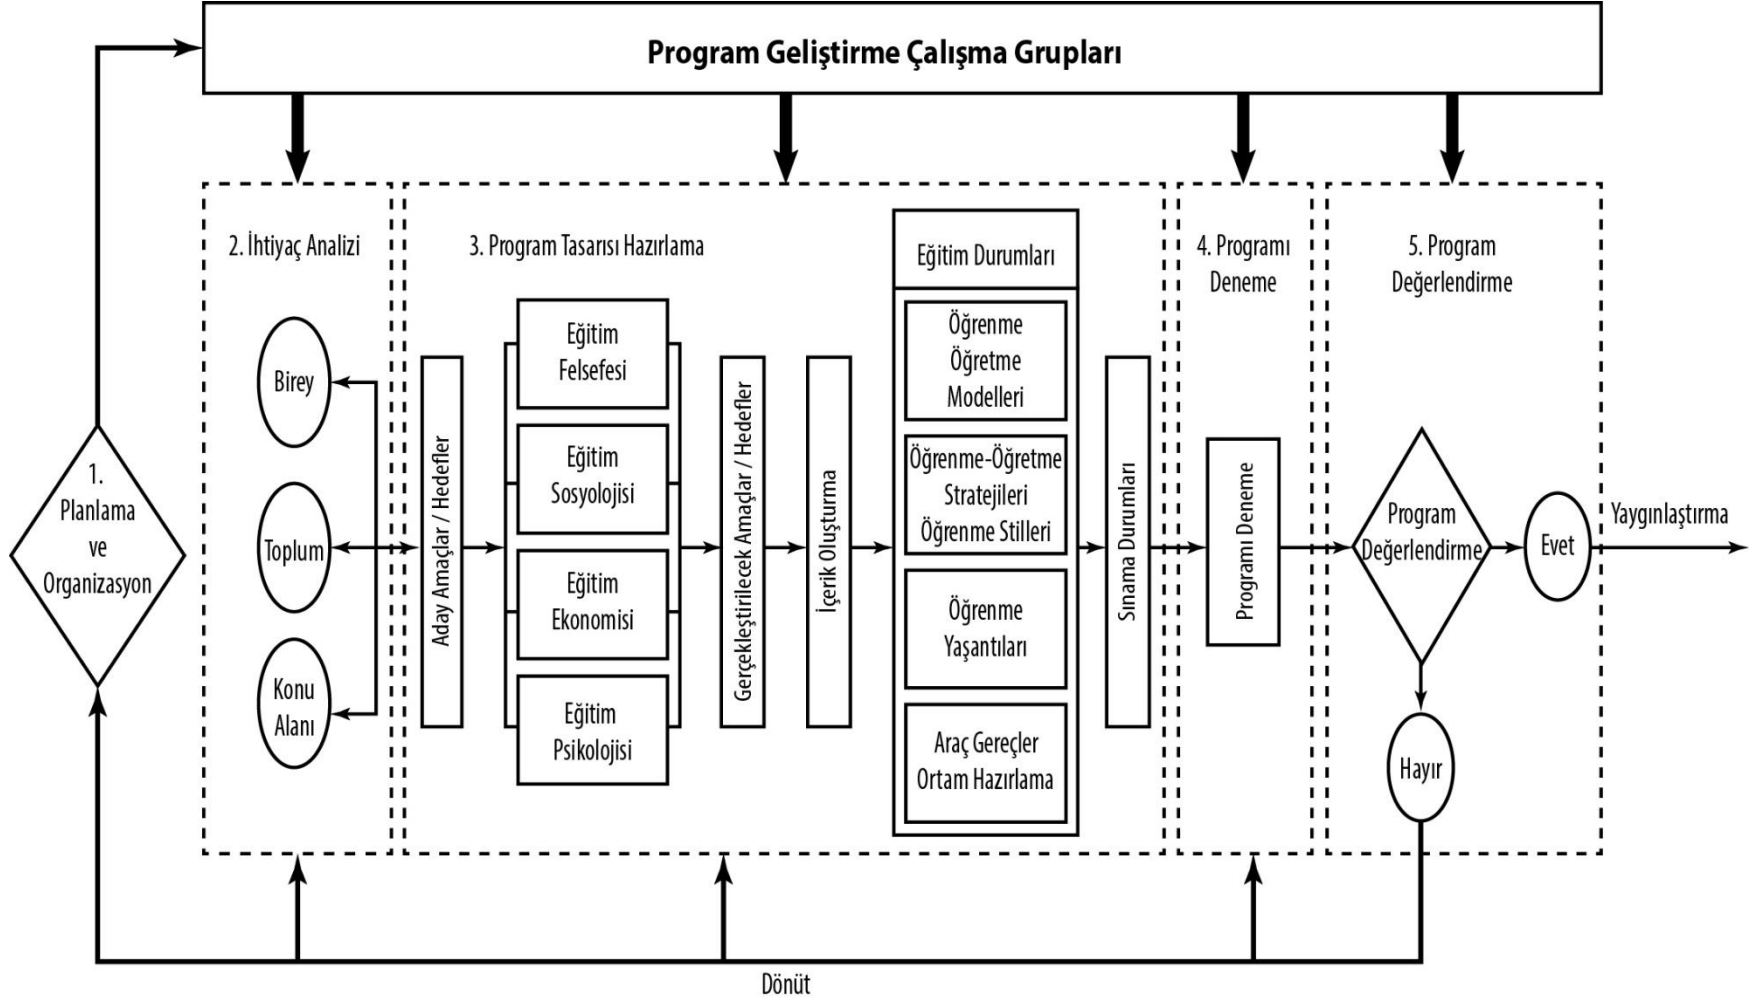 Program Geliştirme Çalışma Grupları
1.
Planlama
ve
Organizasyon
2. İhtiyaç Analizi
Birey
Toplum
Konu
Alanı
3. Program Tasarısı Hazırlama
Aday Amaçlar / Hedefler
Eğitim
Felsefesi
Eğitim
Sosyolojisi
Eğitim
Ekonomisi
Eğitim
Psikolojisi
Gerçekleştirilecek Amaçlar / Hedefler
İçerik Oluşturma
Eğitim Durumları
Öğrenme
Öğretme
Modelleri
Öğrenme-Öğretme
Stratejileri
Öğrenme Stilleri
Öğrenme
Yaşantıları
Araç Gereçler
Ortam Hazırlama
Sınama Durumları
4. Programı
Deneme
Programı Deneme
5. Program
Değerlendirme
Program
Değerlendirme
Evet
Hayır
Yaygınlaştırma
Dönüt